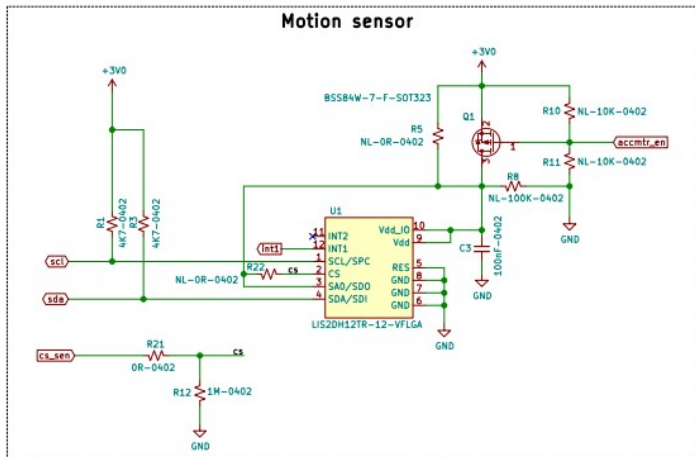 Motion sensor
+3V0
+3V0
BSS84W-7-F-SOT323
R5
NL-0R-0402
Q1
2
1
3
R10
NL-10K-0402
accmtr_en
R11
NL-10K-0402
R8
NL-100K-0402
GND
R1
4K7-0402
R3
4K7-0402
U1
11
INT2
12
INT1
1
SCL/SPC
2
CS
3
SA0/SDO
4
SDA/SDI
Vdd_IO
10
Vdd
9
RES
5
GND
8
GND
7
GND
6
LIS2DH12TR-12-VFLGA
Int1
scl
sda
R22
NL-0R-0402
cs
C3
100nF-0402
GND
GND
cs_sen
R21
0R-0402
cs
R12
1M-0402
GND